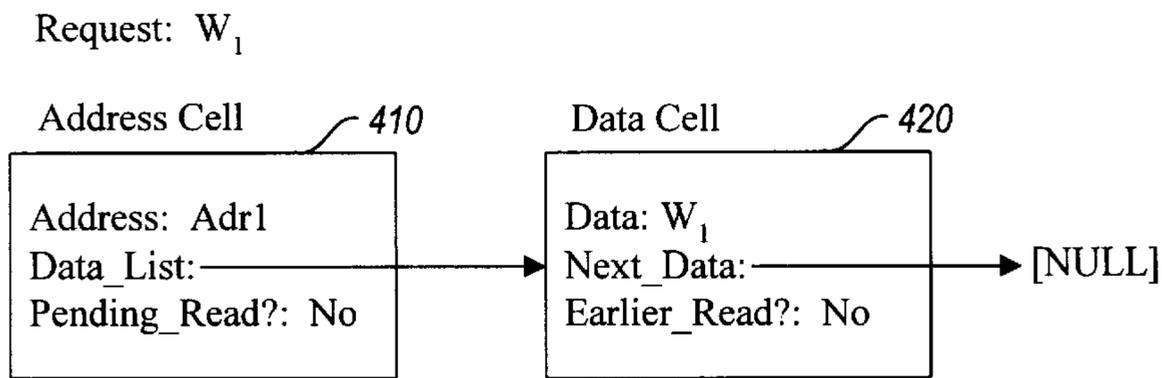 Request: W1
Address Cell 410 Data Cell 420
Address: Adr1 Data: W1
Data_List: Next_Data: [NULL]
Pending_Read?: No Earlier_Read?: No